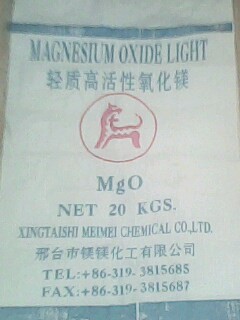 MAGNESIUM OXIDE LIGHT
轻质高活性氧化镁
MgO
NET 20 KGS.
XINGTAISHI MEIMEI CHEMICAL CO.,LTD.
邢台市镁镁化工有限公司
TEL:+86-319-3815685
FAX:+86-319-3815687